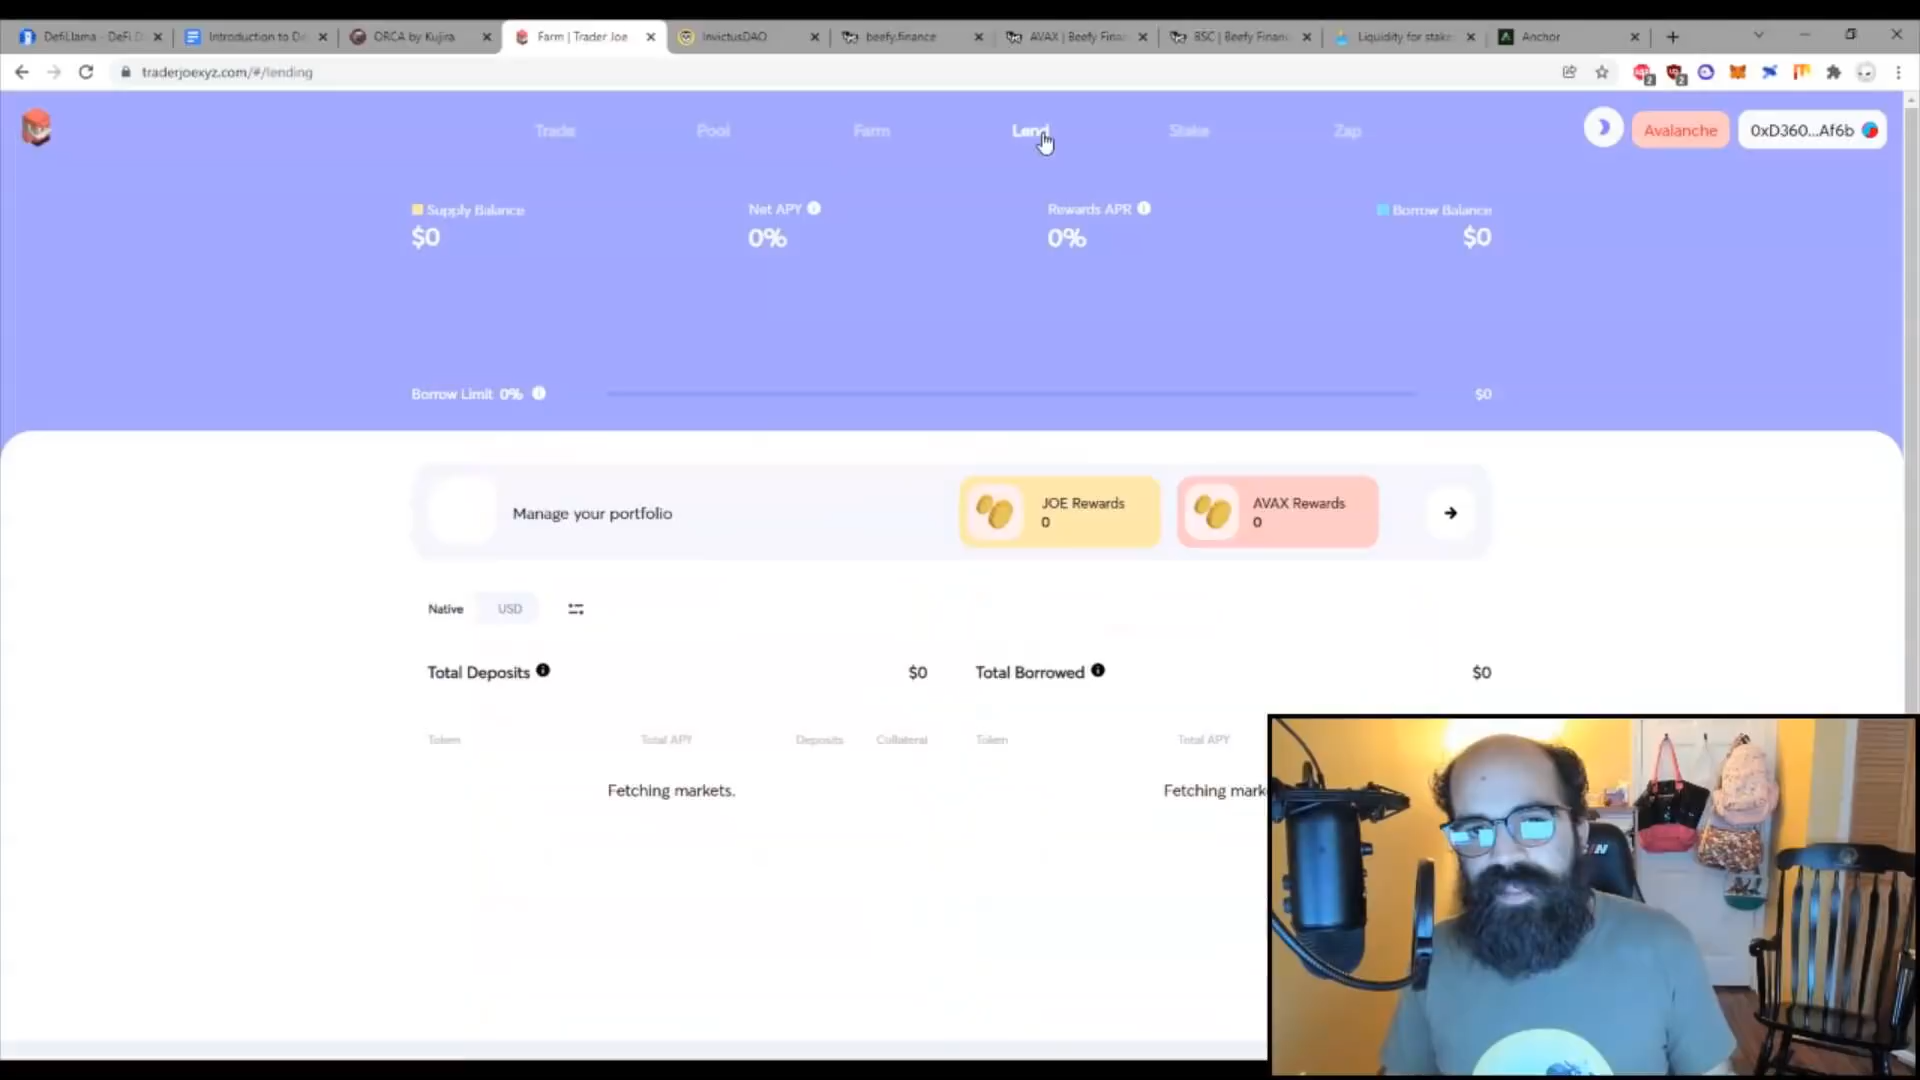 DefiLlama - DeFi D
Introduction to De
ORCA by Kujira
Farm | Trader Joe
InvictusDAO
beefy.finance
AVAX | Beefy Finan
BSC | Beefy Financ
Liquidity for stake
Anchor
traderjoexyz.com/#/lending
2
2
Trade
Pool
Farm
Lend
Stake
Zap
Avalanche
0xD360...Af6b
Supply Balance
Net APY
Rewards APR
Borrow Balance
$0
0%
0%
$0
Borrow Limit 0%
$0
Manage your portfolio
JOE Rewards
0
AVAX Rewards
0
Native
USD
Total Deposits
$0
Total Borrowed
$0
Token
Total APY
Deposits
Collateral
Token
Total APY
Fetching markets.
Fetching mark